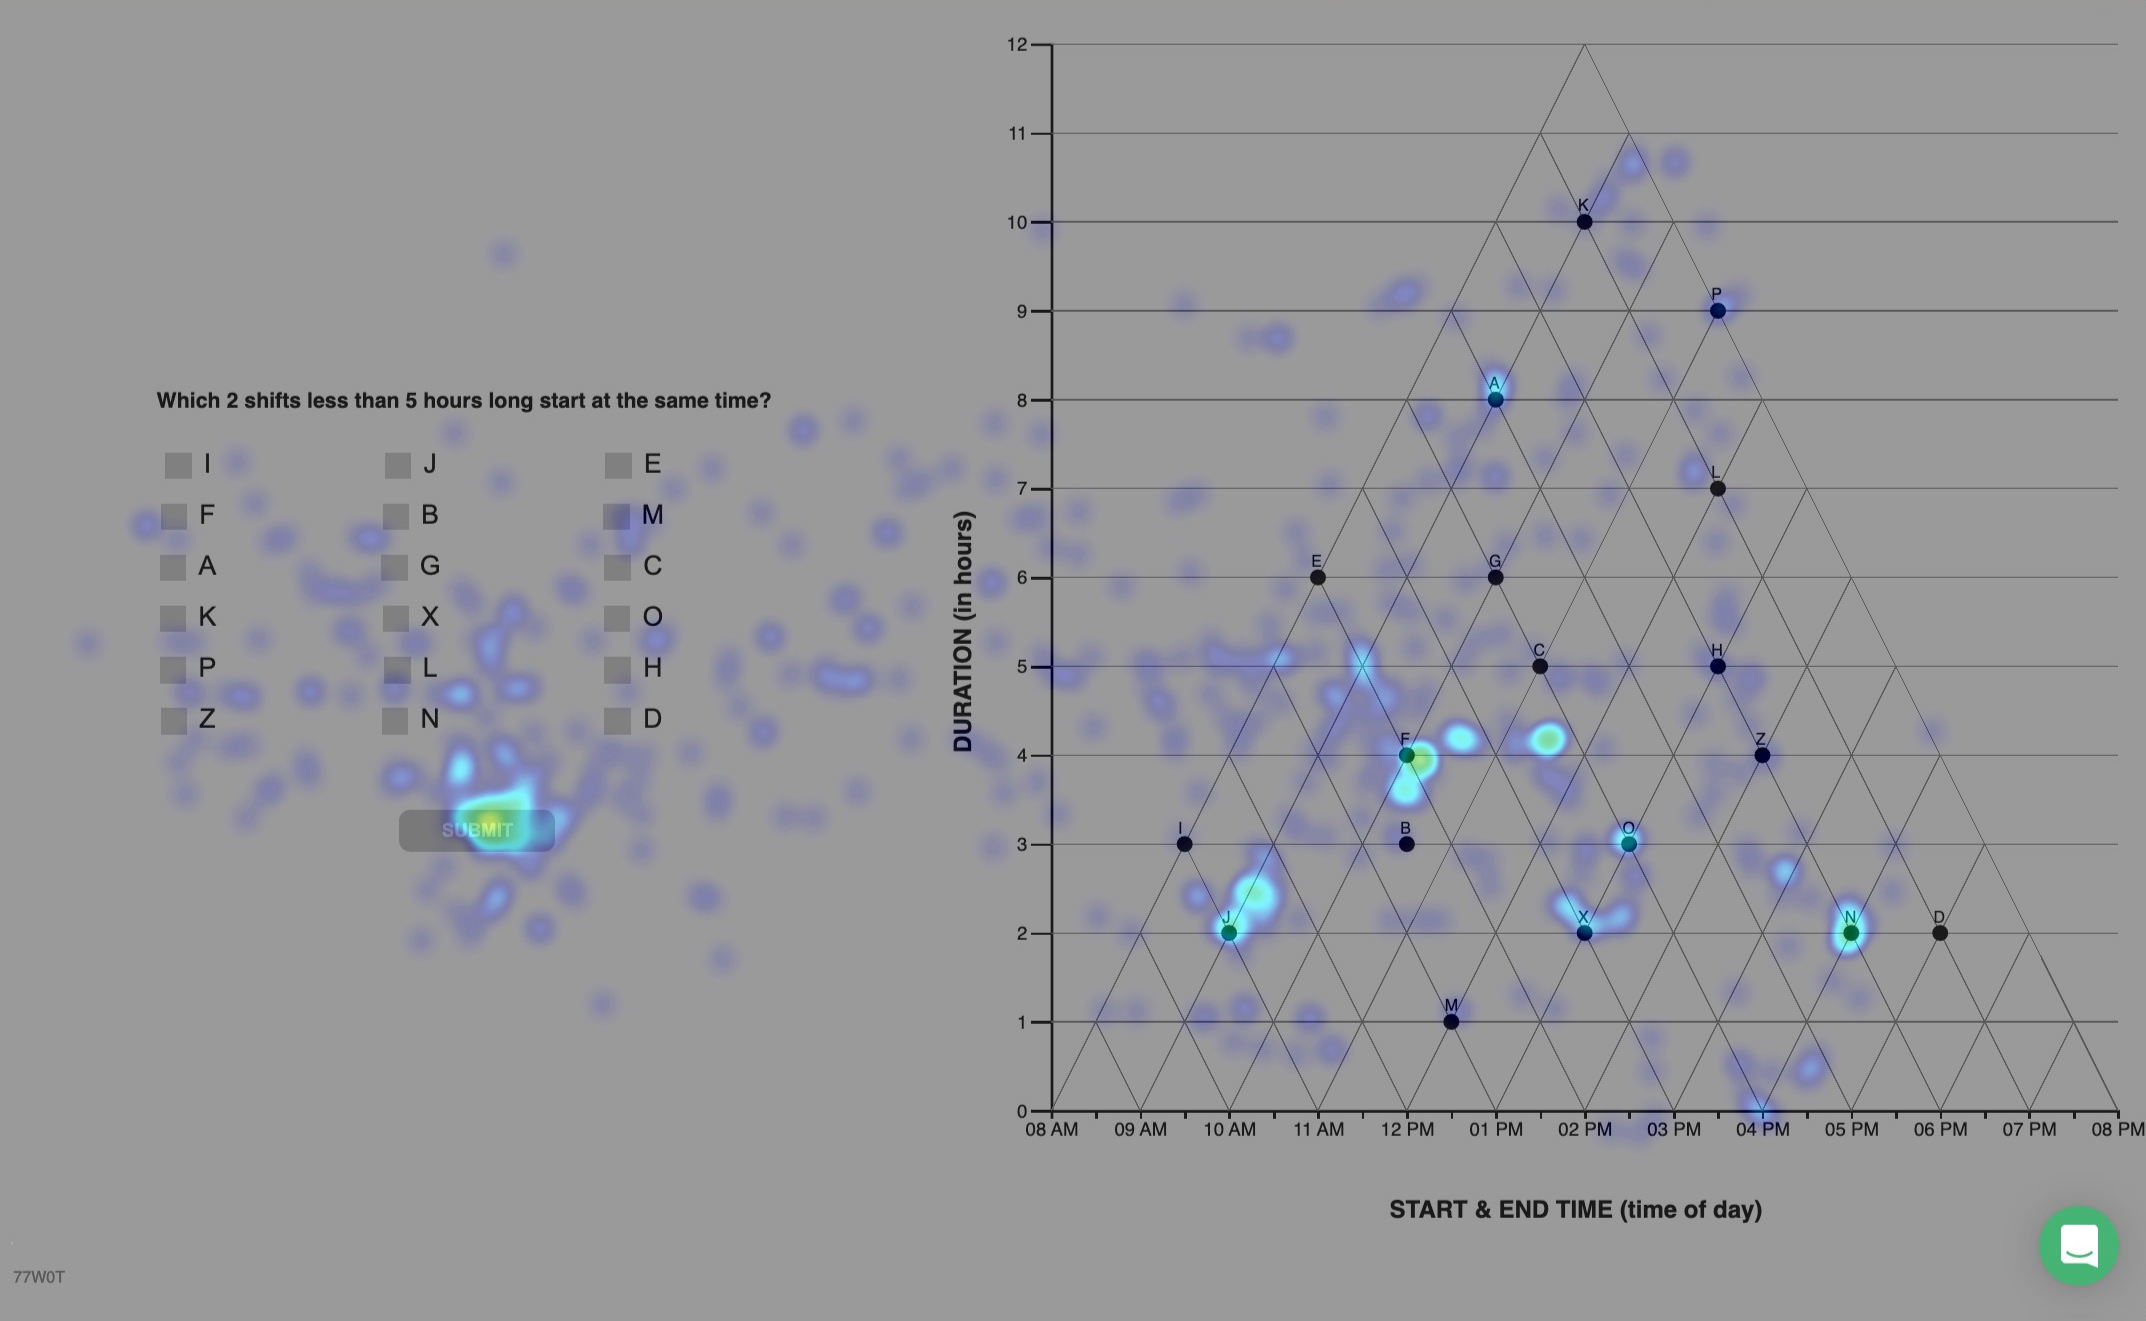 Which 2 shifts less than 5 hours long start at the same time?
I J E
F B M
A G C
K X O
P L H
Z N D
SUBMIT
77W0T
12
11
K
10
P
9
A
8
L
7
E G
6
C H
5
F Z
4
I B O
3
J X N D
2
M
1
0
DURATION (in hours)
08 AM 09 AM 10 AM 11 AM 12 PM 01 PM 02 PM 03 PM 04 PM 05 PM 06 PM 07 PM 08 PM
START & END TIME (time of day)